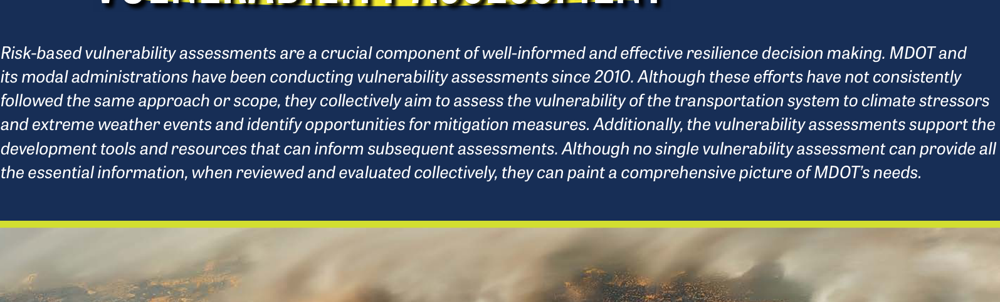 VULNERABILITY ASSESSMENT
Risk-based vulnerability assessments are a crucial component of well-informed and effective resilience decision making. MDOT and
its modal administrations have been conducting vulnerability assessments since 2010. Although these efforts have not consistently
followed the same approach or scope, they collectively aim to assess the vulnerability of the transportation system to climate stressors
and extreme weather events and identify opportunities for mitigation measures. Additionally, the vulnerability assessments support the
development tools and resources that can inform subsequent assessments. Although no single vulnerability assessment can provide all
the essential information, when reviewed and evaluated collectively, they can paint a comprehensive picture of MDOT’s needs.